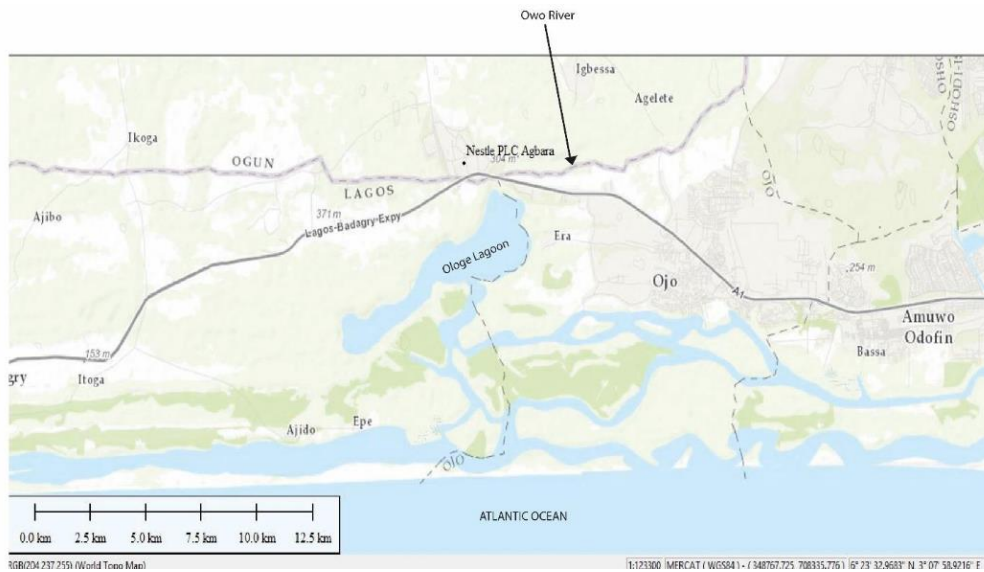 Owo River
Igbessa
Agelete
Ikoga
Nestle PLC Agbara
304 m
OGUN
LAGOS
OJO
Ajibo
371 m
Lagos-Badagry-Expy
Era
Ologe Lagoon
Ojo
254 m
A1
Amuwo
Odofin
Bassa
153 m
gry
Itoga
Ajido
Epe
OJO
0.0 km 2.5 km 5.0 km 7.5 km 10.0 km 12.5 km
ATLANTIC OCEAN
RGB(204,237,255) (World Topo Map)
1:123300 MERCAT ( WGS84 ) - ( 348767.725, 708335.776 ) 6° 23' 32.9683" N, 3° 07' 58.9216" E